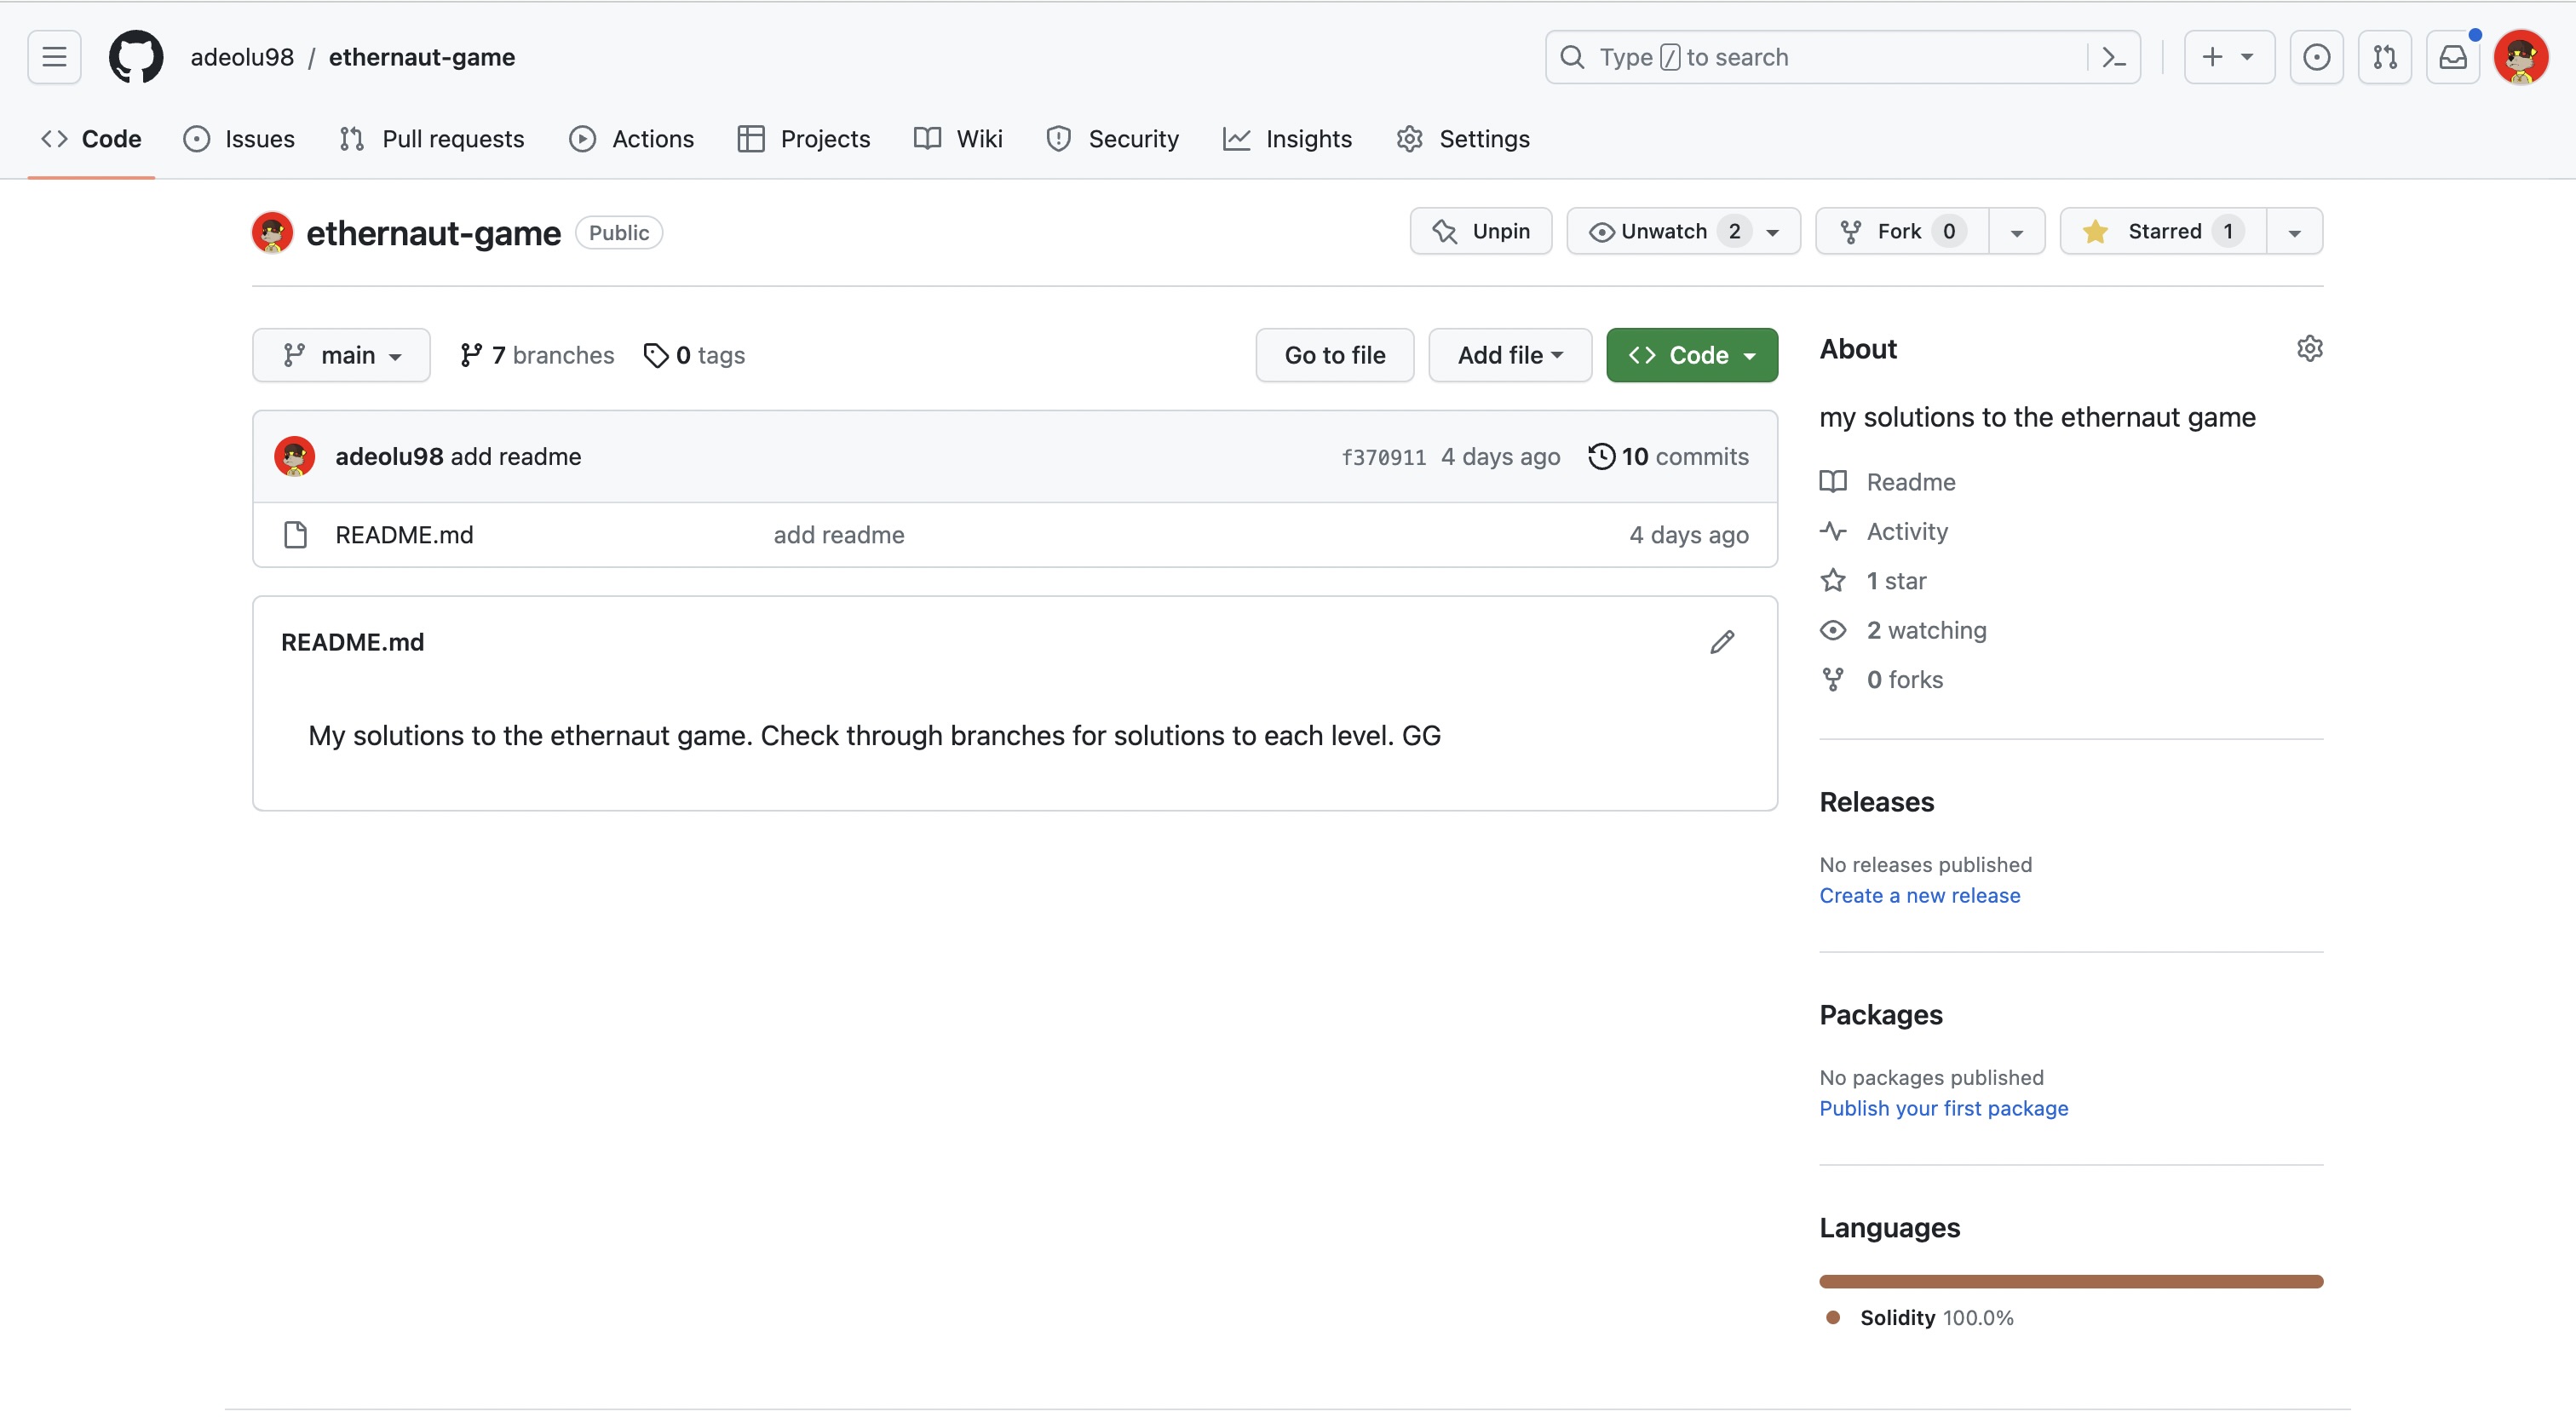 adeolu98 / ethernaut-game
Type / to search
Code Issues Pull requests Actions Projects Wiki Security Insights Settings
ethernaut-game Public
Unpin Unwatch 2 Fork 0 Starred 1
main 7 branches 0 tags
Go to file Add file Code
adeolu98 add readme f370911 4 days ago 10 commits
README.md add readme 4 days ago
README.md
My solutions to the ethernaut game. Check through branches for solutions to each level. GG
About
my solutions to the ethernaut game
Readme
Activity
1 star
2 watching
0 forks
Releases
No releases published
Create a new release
Packages
No packages published
Publish your first package
Languages
Solidity 100.0%